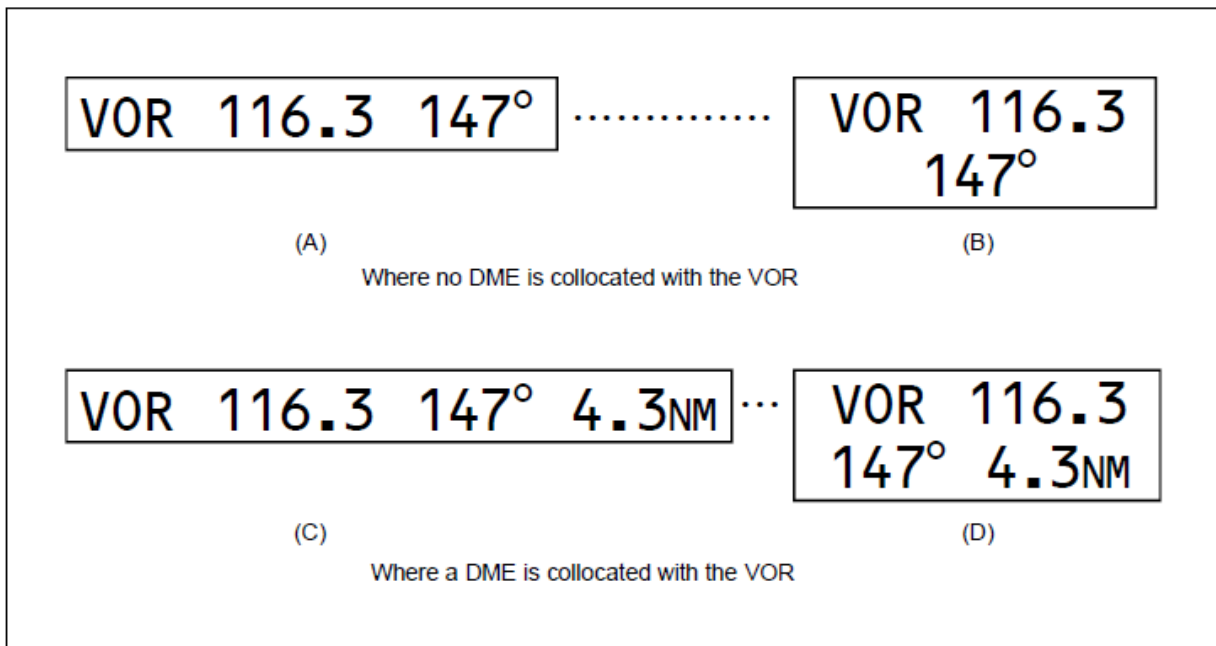 VOR 116.3 147°
VOR 116.3
147°
(A)
(B)
Where no DME is collocated with the VOR
VOR 116.3 147° 4.3NM
VOR 116.3
147° 4.3NM
(C)
(D)
Where a DME is collocated with the VOR